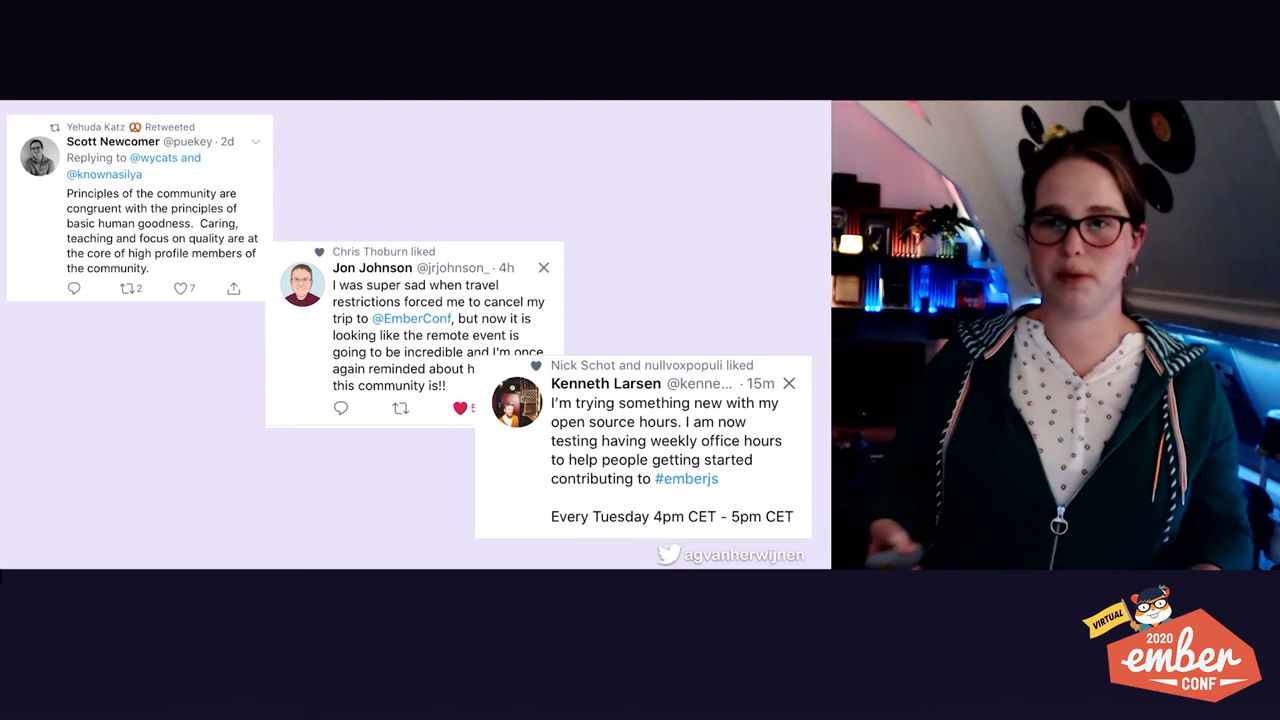 Yehuda Katz 🥨 Retweeted
Scott Newcomer @puekey · 2d
Replying to @wycats and
@knownasilya
Principles of the community are
congruent with the principles of
basic human goodness. Caring,
teaching and focus on quality are at
the core of high profile members of
the community.
2
7
Chris Thoburn liked
Jon Johnson @jrjohnson_ · 4h
I was super sad when travel
restrictions forced me to cancel my
trip to @EmberConf, but now it is
looking like the remote event is
going to be incredible and I'm once
again reminded about h
this community is!!
5
Nick Schot and nullvoxpopuli liked
Kenneth Larsen @kenne... · 15m
I'm trying something new with my
open source hours. I am now
testing having weekly office hours
to help people getting started
contributing to #emberjs
Every Tuesday 4pm CET - 5pm CET
agvanherwijnen
VIRTUAL
2020
ember
CONF